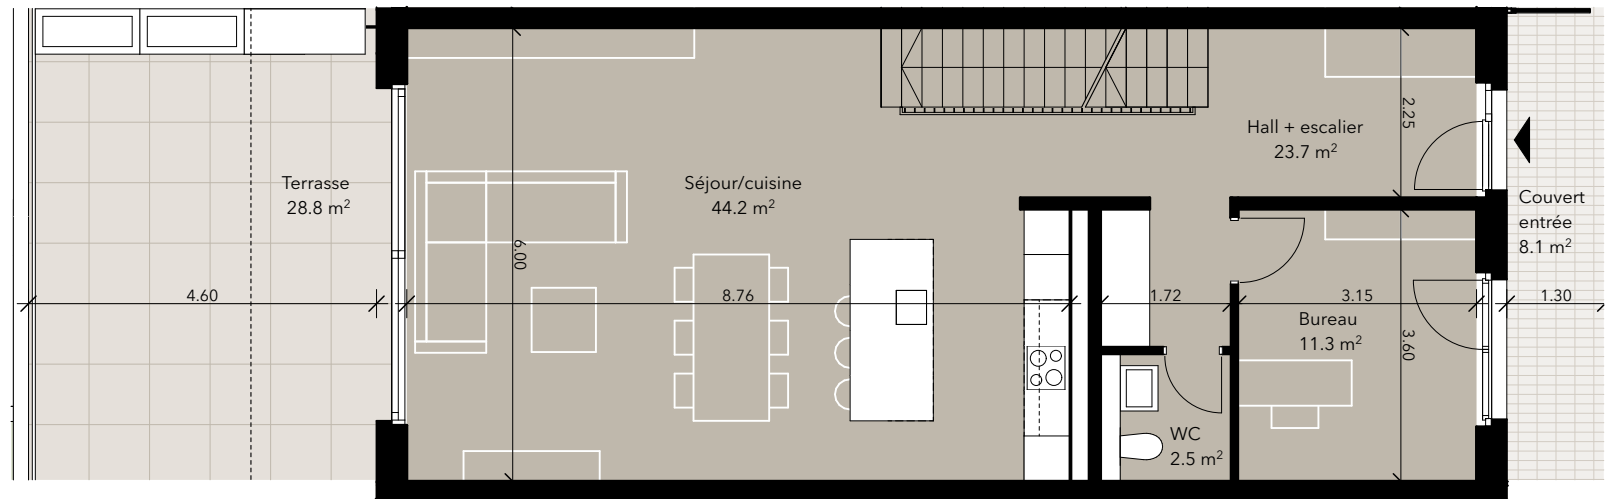 Terrasse
28.8 m²
4.60
Séjour/cuisine
44.2 m²
6.00
8.76
Hall + escalier
23.7 m²
2.25
Couvert
entrée
8.1 m²
1.72
3.15
1.30
Bureau
11.3 m²
3.60
WC
2.5 m²